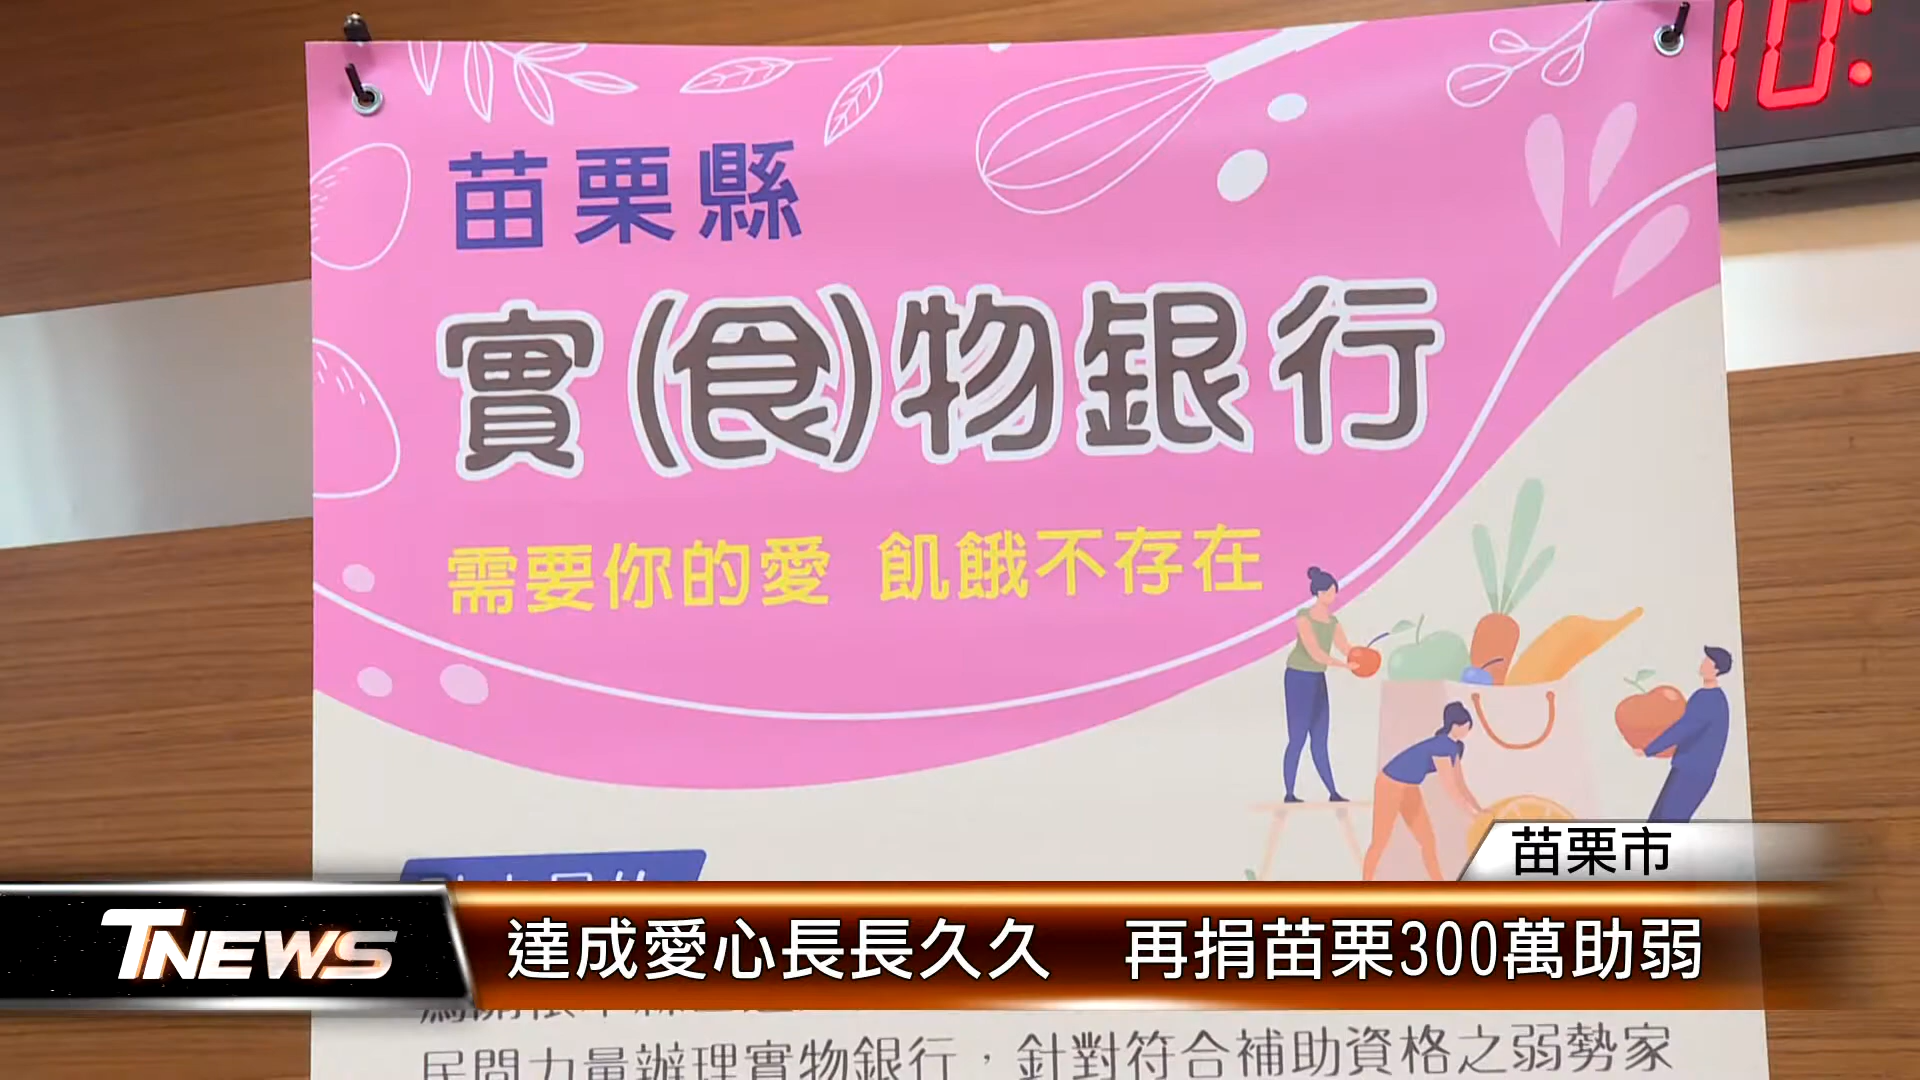 10:
苗栗縣
實(食)物銀行
需要你的愛 飢餓不存在
苗栗市
TNEWS
達成愛心長長久久 再捐苗栗300萬助弱
民間力量辦理實物銀行，針對符合補助資格之弱勢家